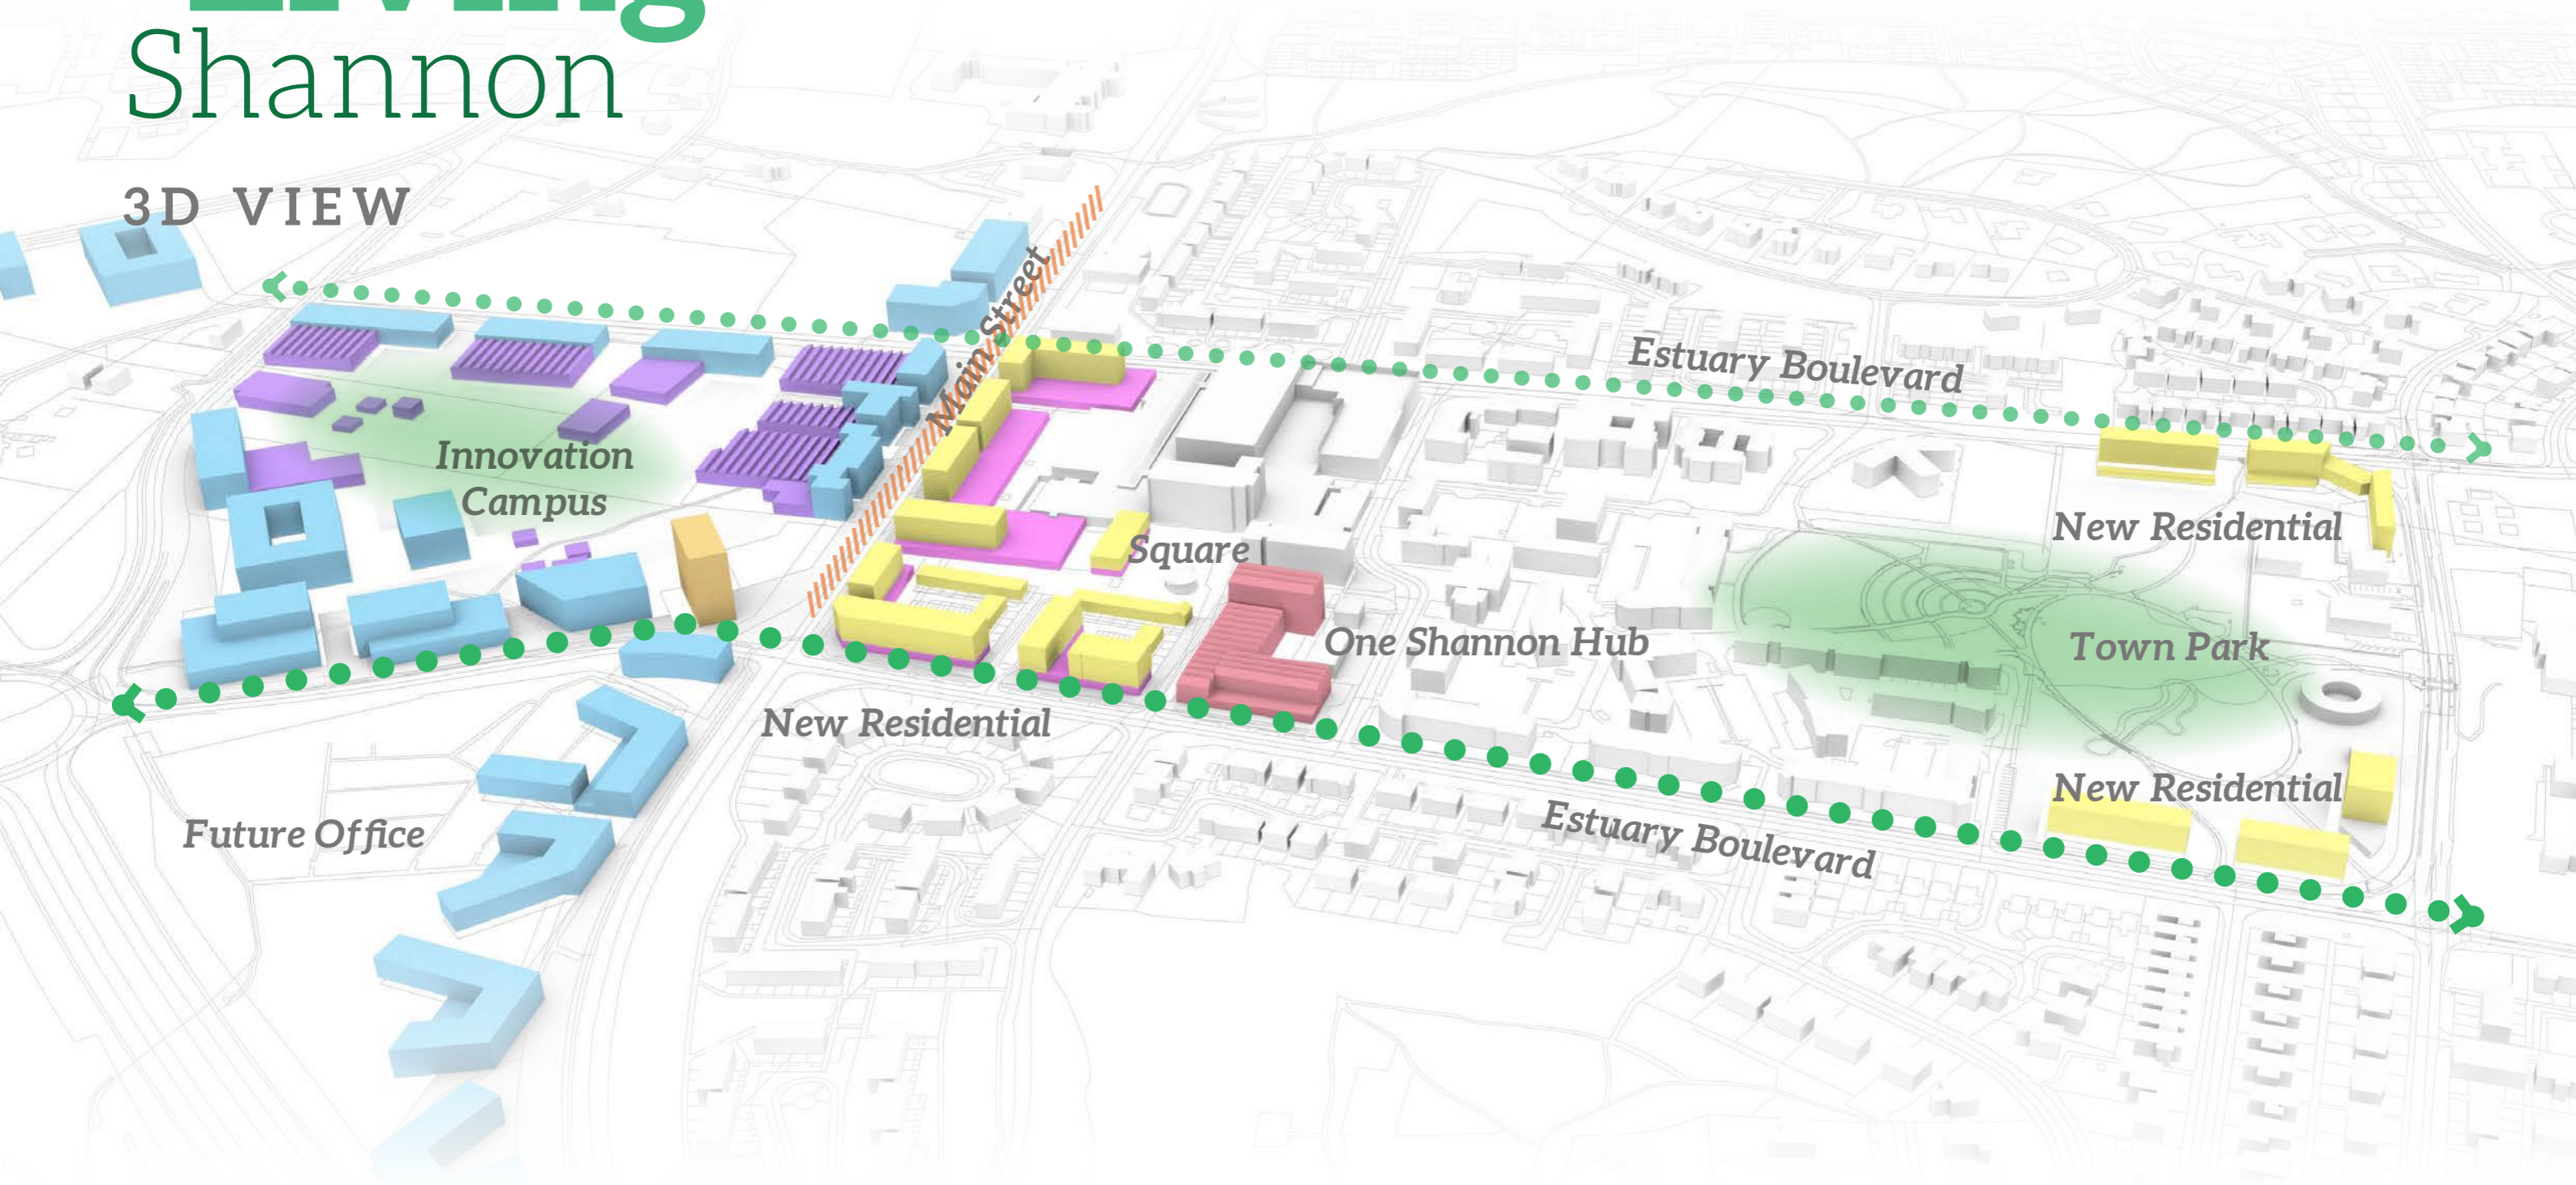 Living
Shannon
3D VIEW
Main Street
Estuary Boulevard
Innovation
Campus
New Residential
Square
One Shannon Hub
Town Park
New Residential
New Residential
Future Office
Estuary Boulevard